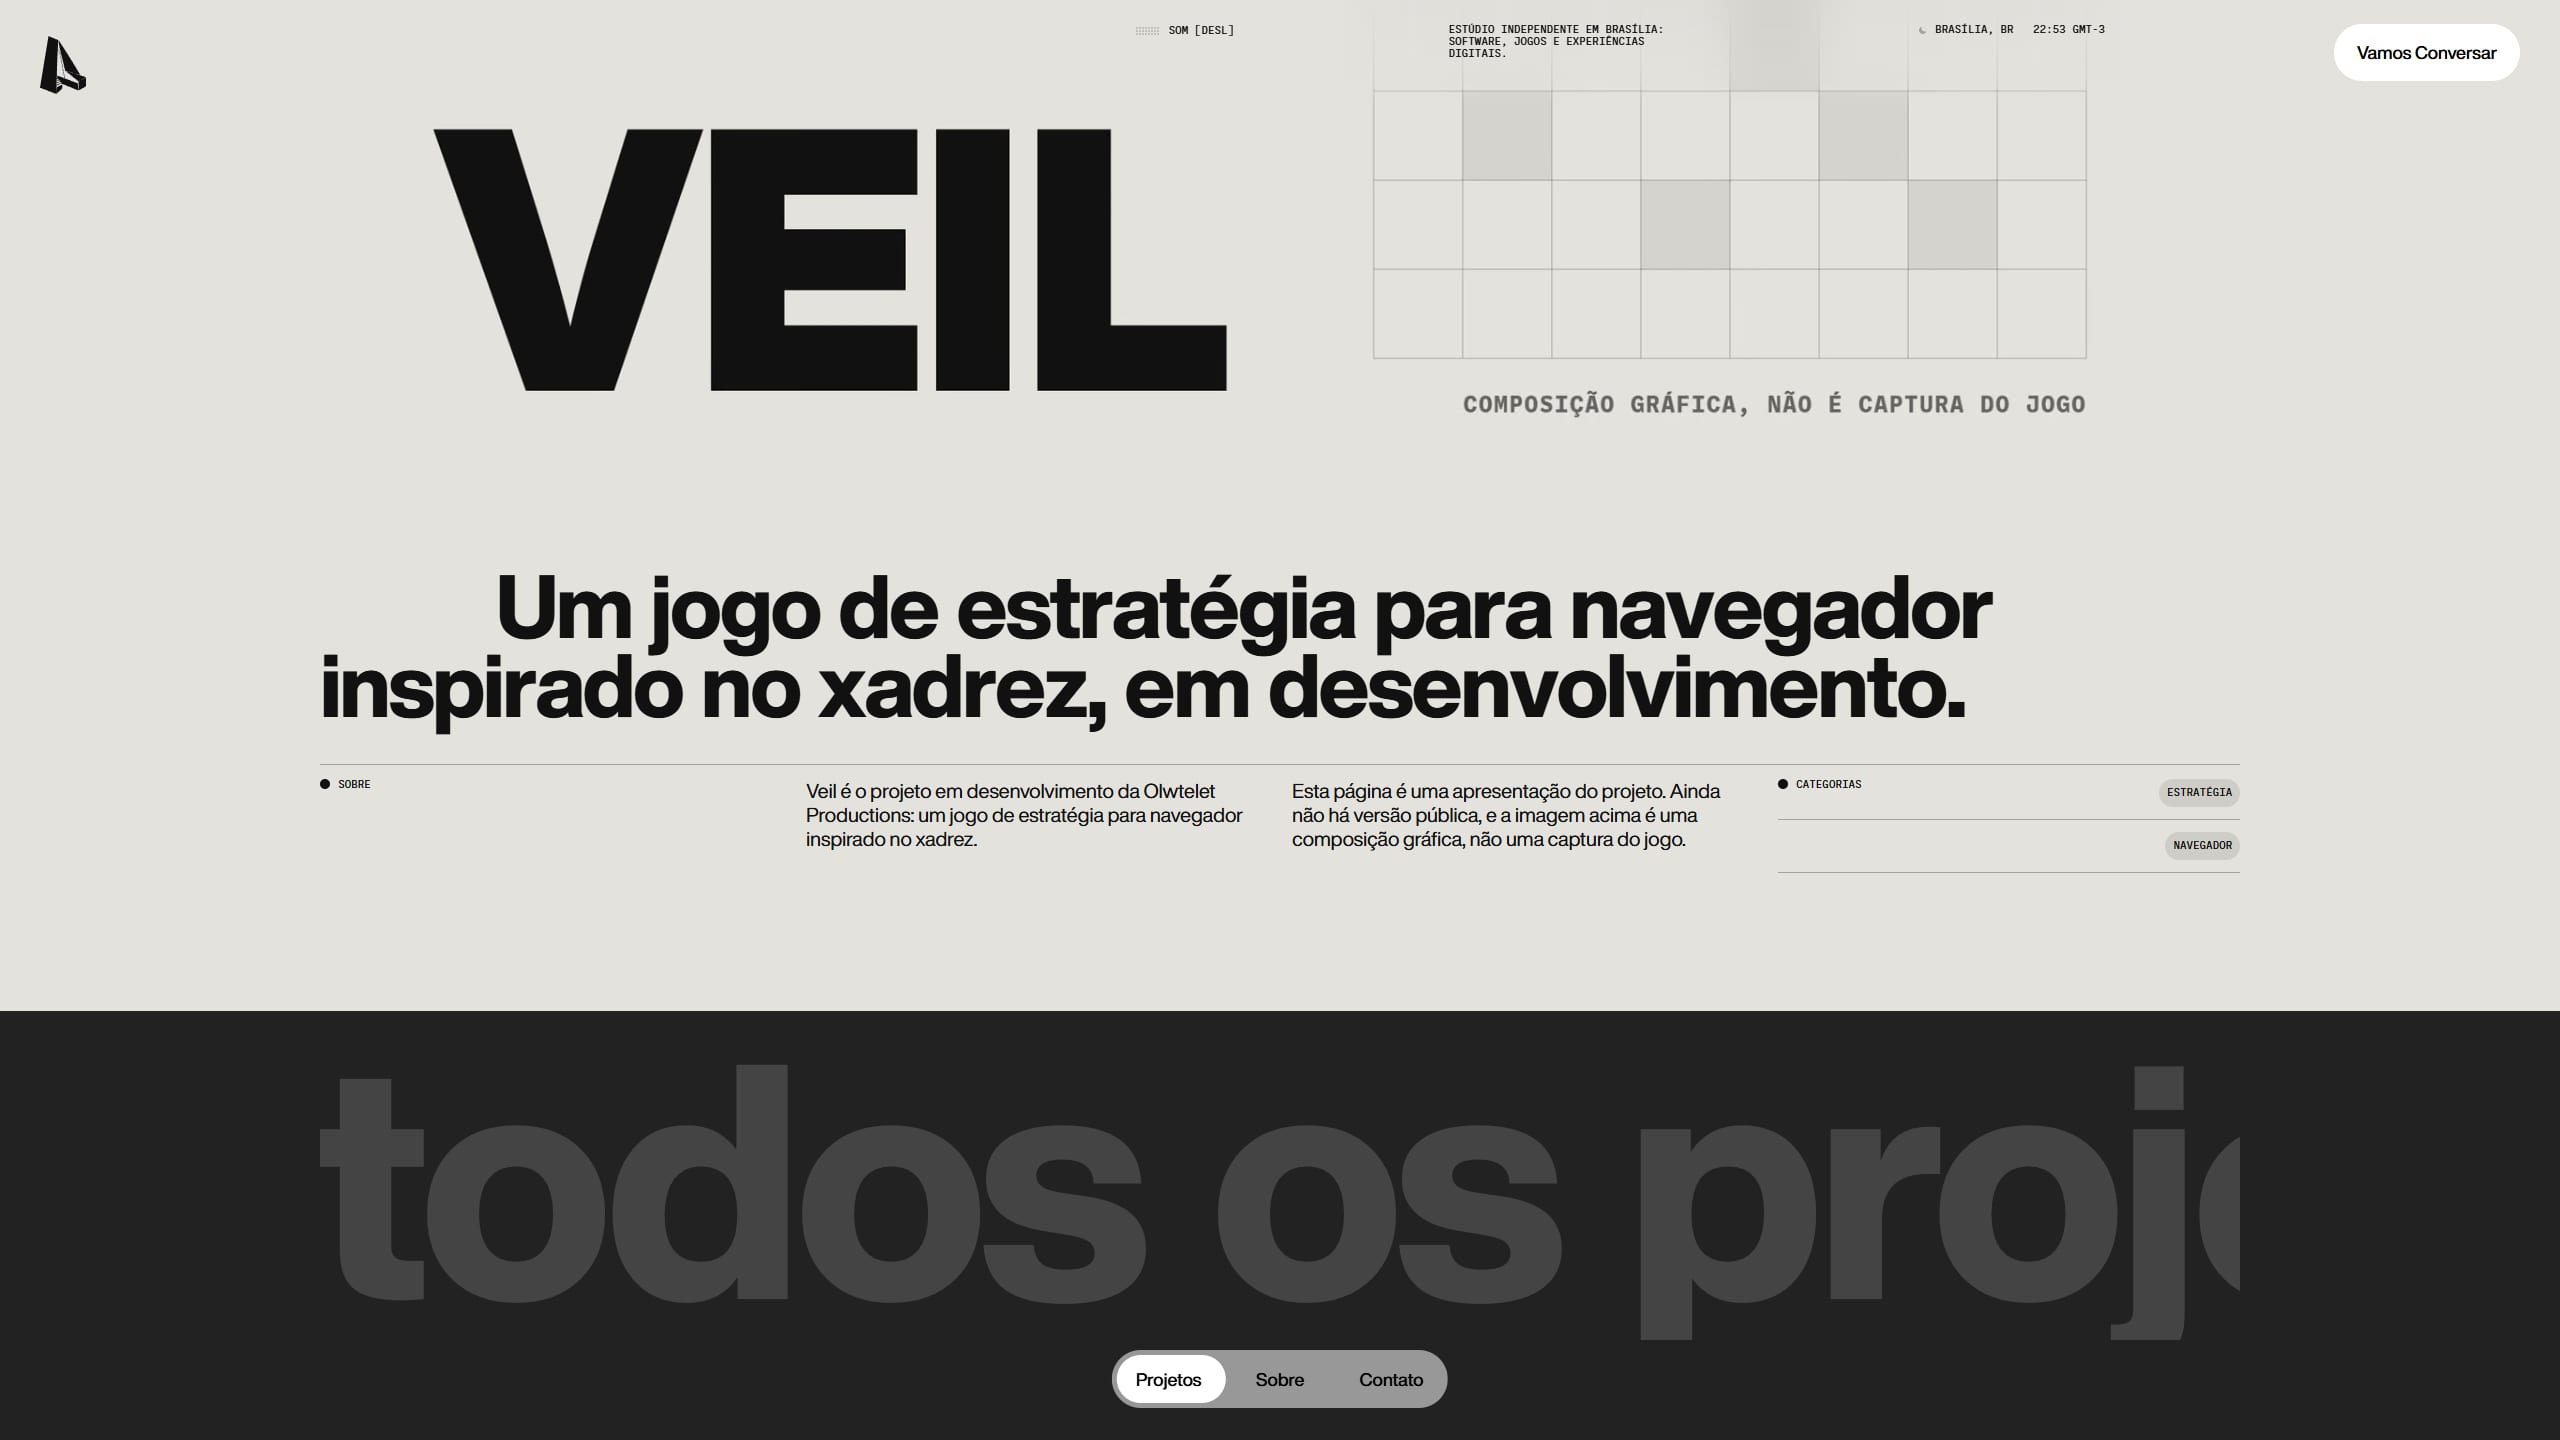 SOM [DESL]
ESTÚDIO INDEPENDENTE EM BRASÍLIA:
SOFTWARE, JOGOS E EXPERIÊNCIAS
DIGITAIS.
BRASÍLIA, BR 22:53 GMT-3
Vamos Conversar
VEIL
COMPOSIÇÃO GRÁFICA, NÃO É CAPTURA DO JOGO
Um jogo de estratégia para navegador
inspirado no xadrez, em desenvolvimento.
SOBRE
Veil é o projeto em desenvolvimento da Olwtelet
Productions: um jogo de estratégia para navegador
inspirado no xadrez.
Esta página é uma apresentação do projeto. Ainda
não há versão pública, e a imagem acima é uma
composição gráfica, não uma captura do jogo.
CATEGORIAS
ESTRATÉGIA
NAVEGADOR
todos os proj
Projetos
Sobre
Contato